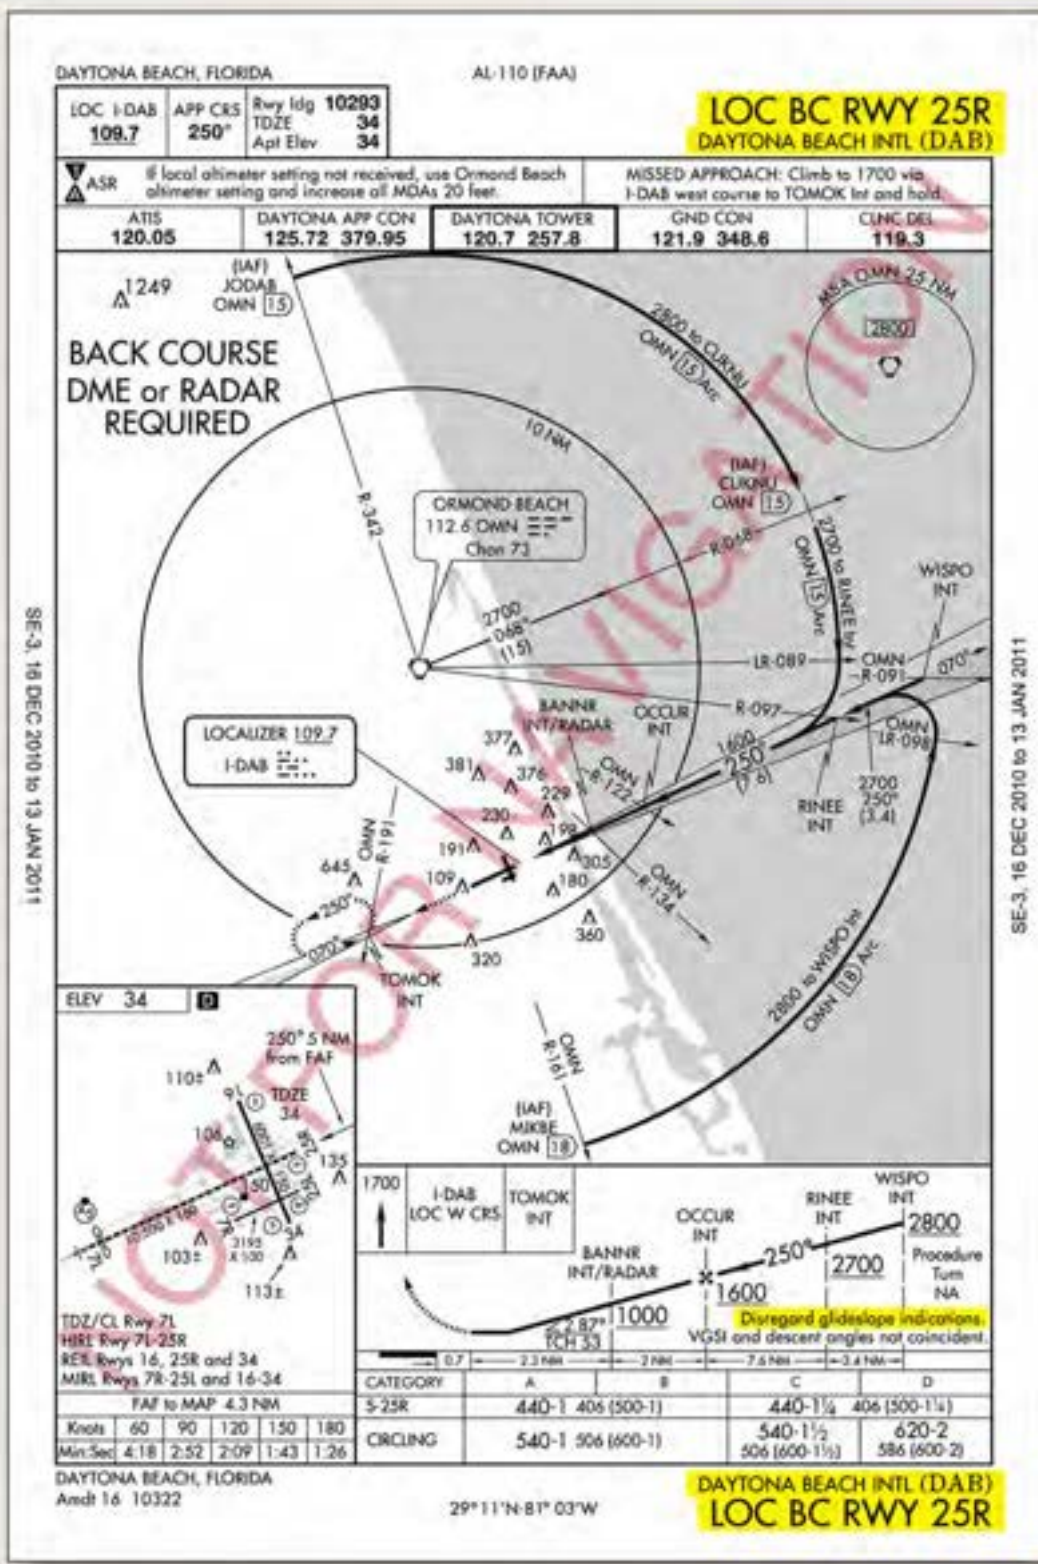 DAYTONA BEACH, FLORIDA
AL-110 (FAA)
LOC I-DAB
109.7
APP CRS
250°
Rwy ldg 10293
TDZE 34
Apt Elev 34
LOC BC RWY 25R
DAYTONA BEACH INTL (DAB)
ASR
If local altimeter setting not received, use Ormond Beach
altimeter setting and increase all MDAs 20 feet.
MISSED APPROACH: Climb to 1700 via
I-DAB west course to TOMOK Int and hold.
ATIS
120.05
DAYTONA APP CON
125.72 379.95
DAYTONA TOWER
120.7 257.8
GND CON
121.9 348.6
CLNC DEL
119.3
1249
(IAF)
JODAB
OMN 15
BACK COURSE
DME or RADAR
REQUIRED
2800 to CUKNU
OMN 15 Arc
MSA OMN 25 NM
2800
10 NM
R-342
ORMOND BEACH
112.6 OMN
Chan 73
(IAF)
CUKNU
OMN 15
R-068
2700
068°
(15)
2700 to RINEE by
OMN 15 Arc
WISPO
INT
LR-089
OMN
R-091
070°
R-097
BANNR
INT/RADAR
OCCUR
INT
LOCALIZER 109.7
I-DAB
377
381
376
229
230
198
191
305
109
180
360
320
645
OMN
R-122
1600
250°
OMN
LR-098
2700
250°
(3.4)
RINEE
INT
OMN
R-134
OMN
R-191
250°
070°
TOMOK
INT
2800 to WISPO Int
OMN 18 Arc
OMN
R-161
(IAF)
MIKBE
OMN 18
NOT FOR NAVIGATION
SE-3, 16 DEC 2010 to 13 JAN 2011
SE-3, 16 DEC 2010 to 13 JAN 2011
ELEV 34
D
250° 5 NM
from FAF
110±
TDZE
34
16
106
25R
135
25L
50
7R
3195
X 100
34
7L
103±
113±
TDZ/CL Rwy 7L
HIRL Rwy 7L-25R
REIL Rwys 16, 25R and 34
MIRL Rwys 7R-25L and 16-34
FAF to MAP 4.3 NM
Knots 60 90 120 150 180
Min:Sec 4:18 2:52 2:09 1:43 1:26
1700
I-DAB
LOC W CRS
TOMOK
INT
BANNR
INT/RADAR
OCCUR
INT
RINEE
INT
WISPO
INT
2800
250°
2700
1600
1000
Procedure
Turn
NA
2.87°
TCH 53
Disregard glideslope indications.
VGSI and descent angles not coincident.
0.7 2.3 NM 2 NM 7.6 NM 3.4 NM
CATEGORY A B C D
S-25R 440-1 406 (500-1) 440-1¼ 406 (500-1¼)
CIRCLING 540-1 506 (600-1) 540-1½ 506 (600-1½) 620-2 586 (600-2)
DAYTONA BEACH, FLORIDA
Amdt 16 10322
29°11'N-81°03'W
DAYTONA BEACH INTL (DAB)
LOC BC RWY 25R